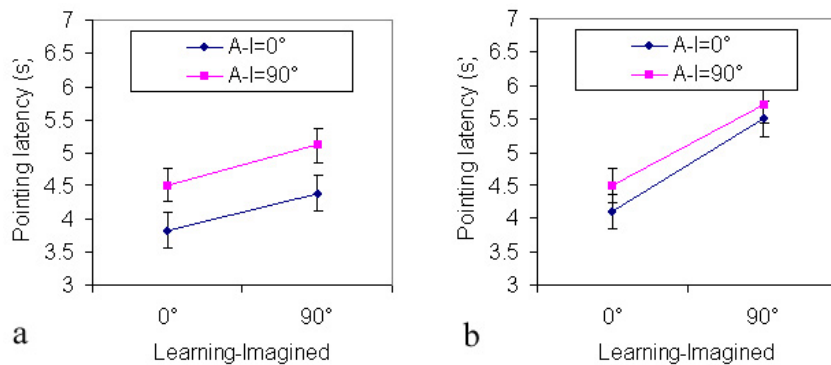 7
6.5
6
5.5
5
4.5
4
3.5
3
Pointing latency (s,
A-I=0°
A-I=90°
0°
90°
Learning-Imagined
a
7
6.5
6
5.5
5
4.5
4
3.5
3
Pointing latency (s,
A-I=0°
A-I=90°
0°
90°
Learning-Imagined
b